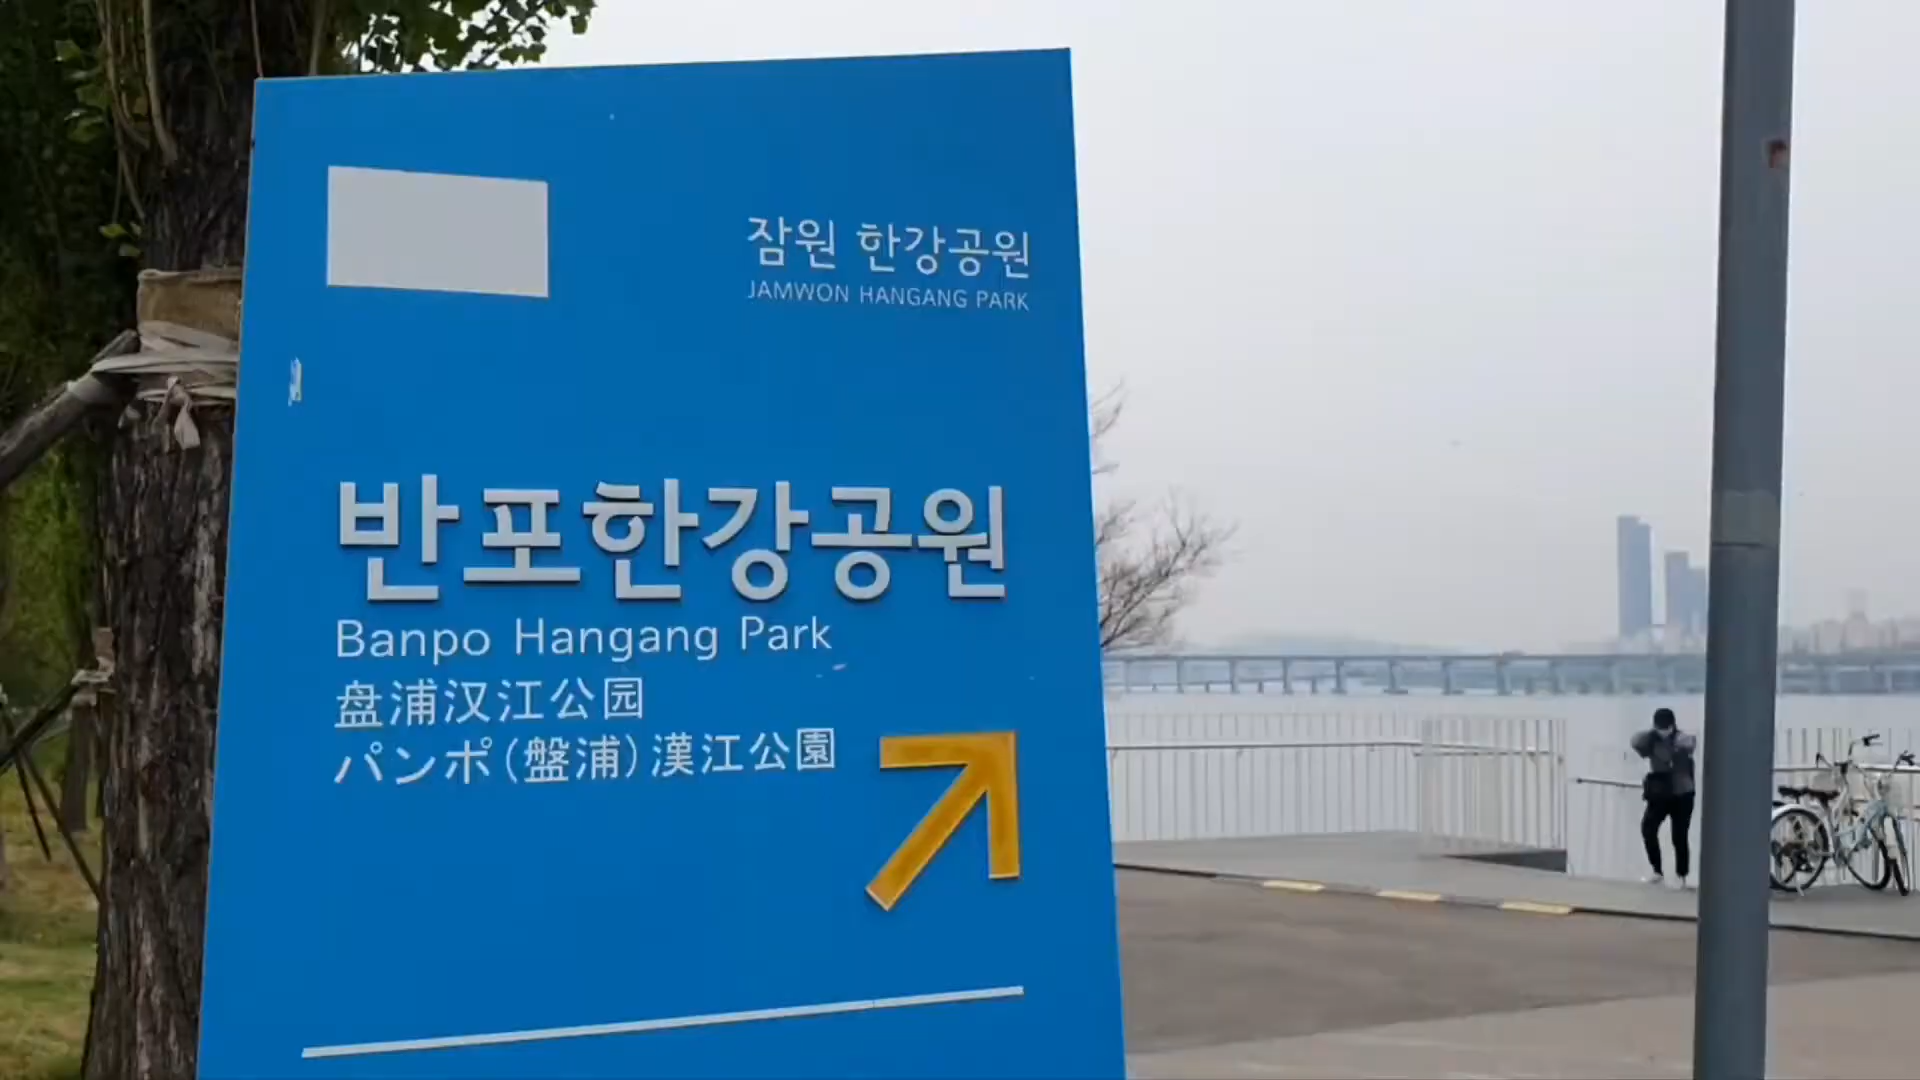 잠원 한강공원
JAMWON HANGANG PARK
반포한강공원
Banpo Hangang Park
盘浦汉江公园
パンポ(盤浦)漢江公園